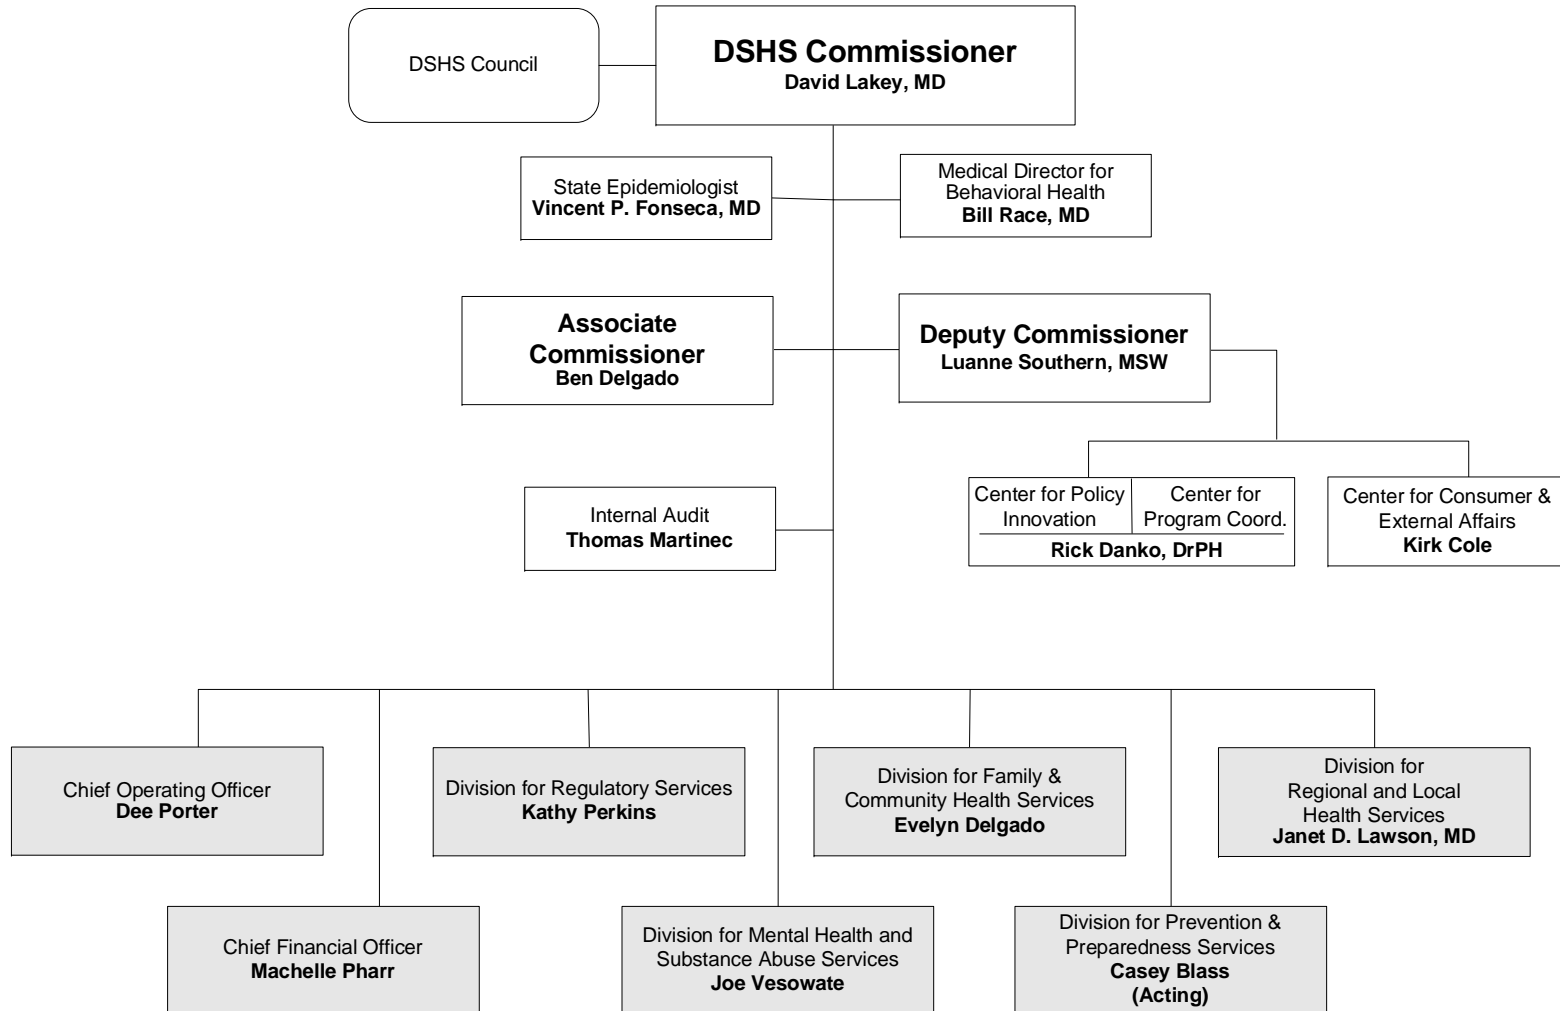 DSHS Council
DSHS Commissioner
David Lakey, MD
State Epidemiologist
Vincent P. Fonseca, MD
Medical Director for
Behavioral Health
Bill Race, MD
Associate
Commissioner
Ben Delgado
Deputy Commissioner
Luanne Southern, MSW
Internal Audit
Thomas Martinec
Center for Policy
Innovation
Center for
Program Coord.
Rick Danko, DrPH
Center for Consumer &
External Affairs
Kirk Cole
Chief Operating Officer
Dee Porter
Division for Regulatory Services
Kathy Perkins
Division for Family &
Community Health Services
Evelyn Delgado
Division for
Regional and Local
Health Services
Janet D. Lawson, MD
Chief Financial Officer
Machelle Pharr
Division for Mental Health and
Substance Abuse Services
Joe Vesowate
Division for Prevention &
Preparedness Services
Casey Blass
(Acting)